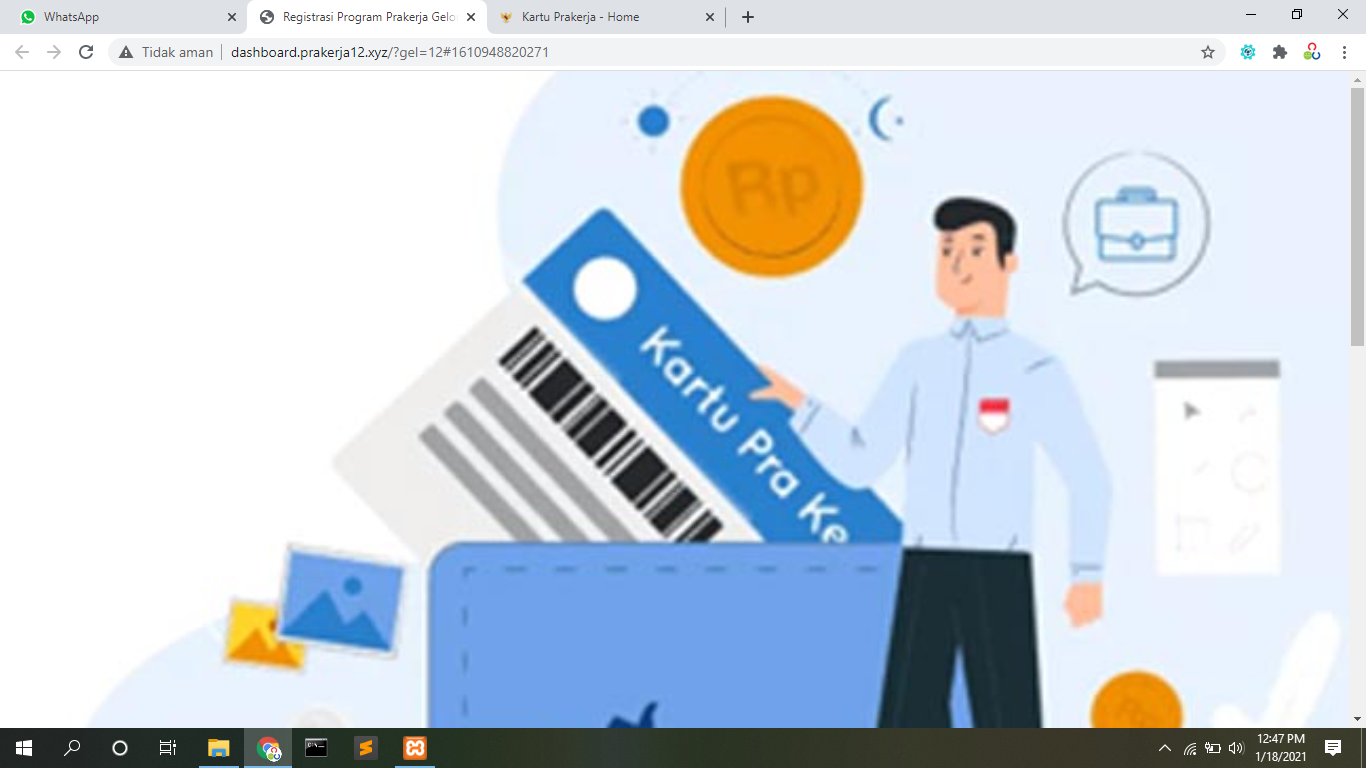 WhatsApp
Registrasi Program Prakerja Gelo
Kartu Prakerja - Home
Tidak aman
dashboard.prakerja12.xyz/?gel=12#1610948820271
Rp
Kartu Pra Ke
Rp
12:47 PM
1/18/2021